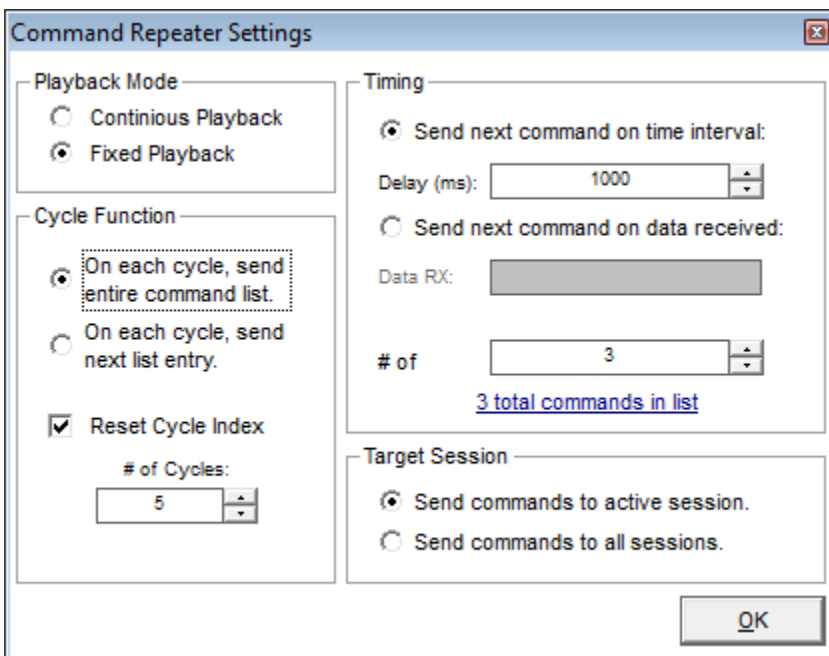 Command Repeater Settings
Playback Mode
Continious Playback
Fixed Playback
Cycle Function
On each cycle, send
entire command list.
On each cycle, send
next list entry.
Reset Cycle Index
# of Cycles:
5
Timing
Send next command on time interval:
Delay (ms): 1000
Send next command on data received:
Data RX:
# of 3
3 total commands in list
Target Session
Send commands to active session.
Send commands to all sessions.
OK